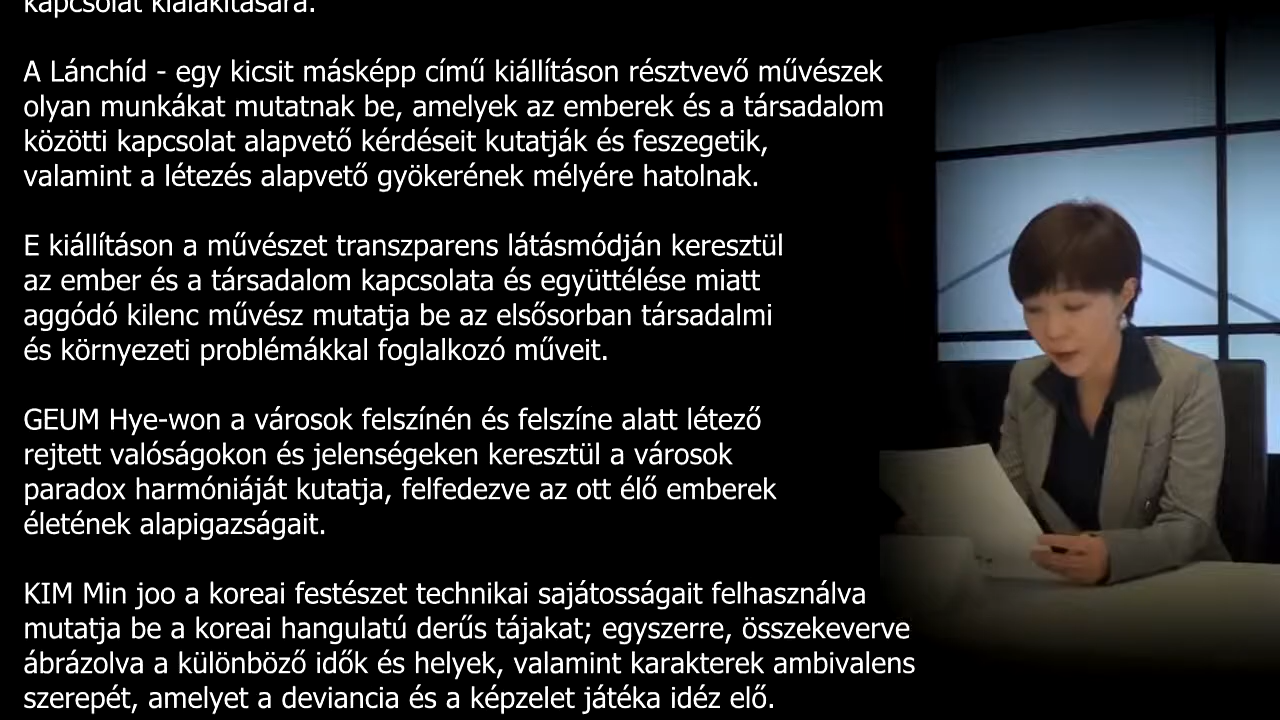 kapcsolat kialakítására.
A Lánchíd - egy kicsit másképp című kiállításon résztvevő művészek
olyan munkákat mutatnak be, amelyek az emberek és a társadalom
közötti kapcsolat alapvető kérdéseit kutatják és feszegetik,
valamint a létezés alapvető gyökerének mélyére hatolnak.
E kiállításon a művészet transzparens látásmódján keresztül
az ember és a társadalom kapcsolata és együttélése miatt
aggódó kilenc művész mutatja be az elsősorban társadalmi
és környezeti problémákkal foglalkozó műveit.
GEUM Hye-won a városok felszínén és felszíne alatt létező
rejtett valóságokon és jelenségeken keresztül a városok
paradox harmóniáját kutatja, felfedezve az ott élő emberek
életének alapigazságait.
KIM Min joo a koreai festészet technikai sajátosságait felhasználva
mutatja be a koreai hangulatú derűs tájakat; egyszerre, összekeverve
ábrázolva a különböző idők és helyek, valamint karakterek ambivalens
szerepét, amelyet a deviancia és a képzelet játéka idéz elő.